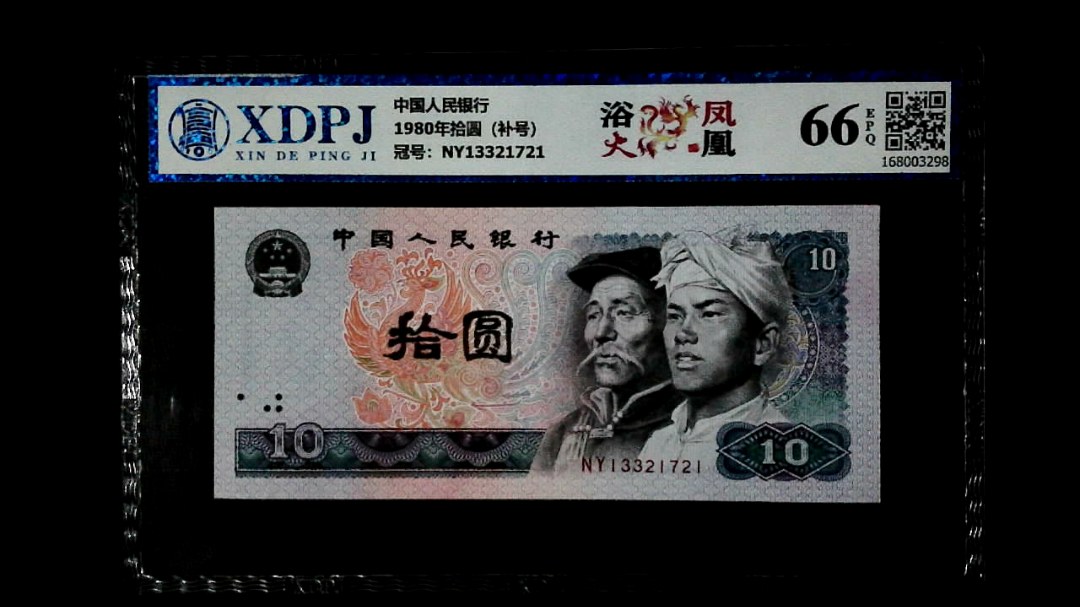 XDPJ
XIN DE PING JI
中国人民银行
1980年拾圆（补号）
冠号：NY13321721
浴火
凤凰
66
EPQ
168003298
中国人民银行
10
拾圆
10
NY13321721
10